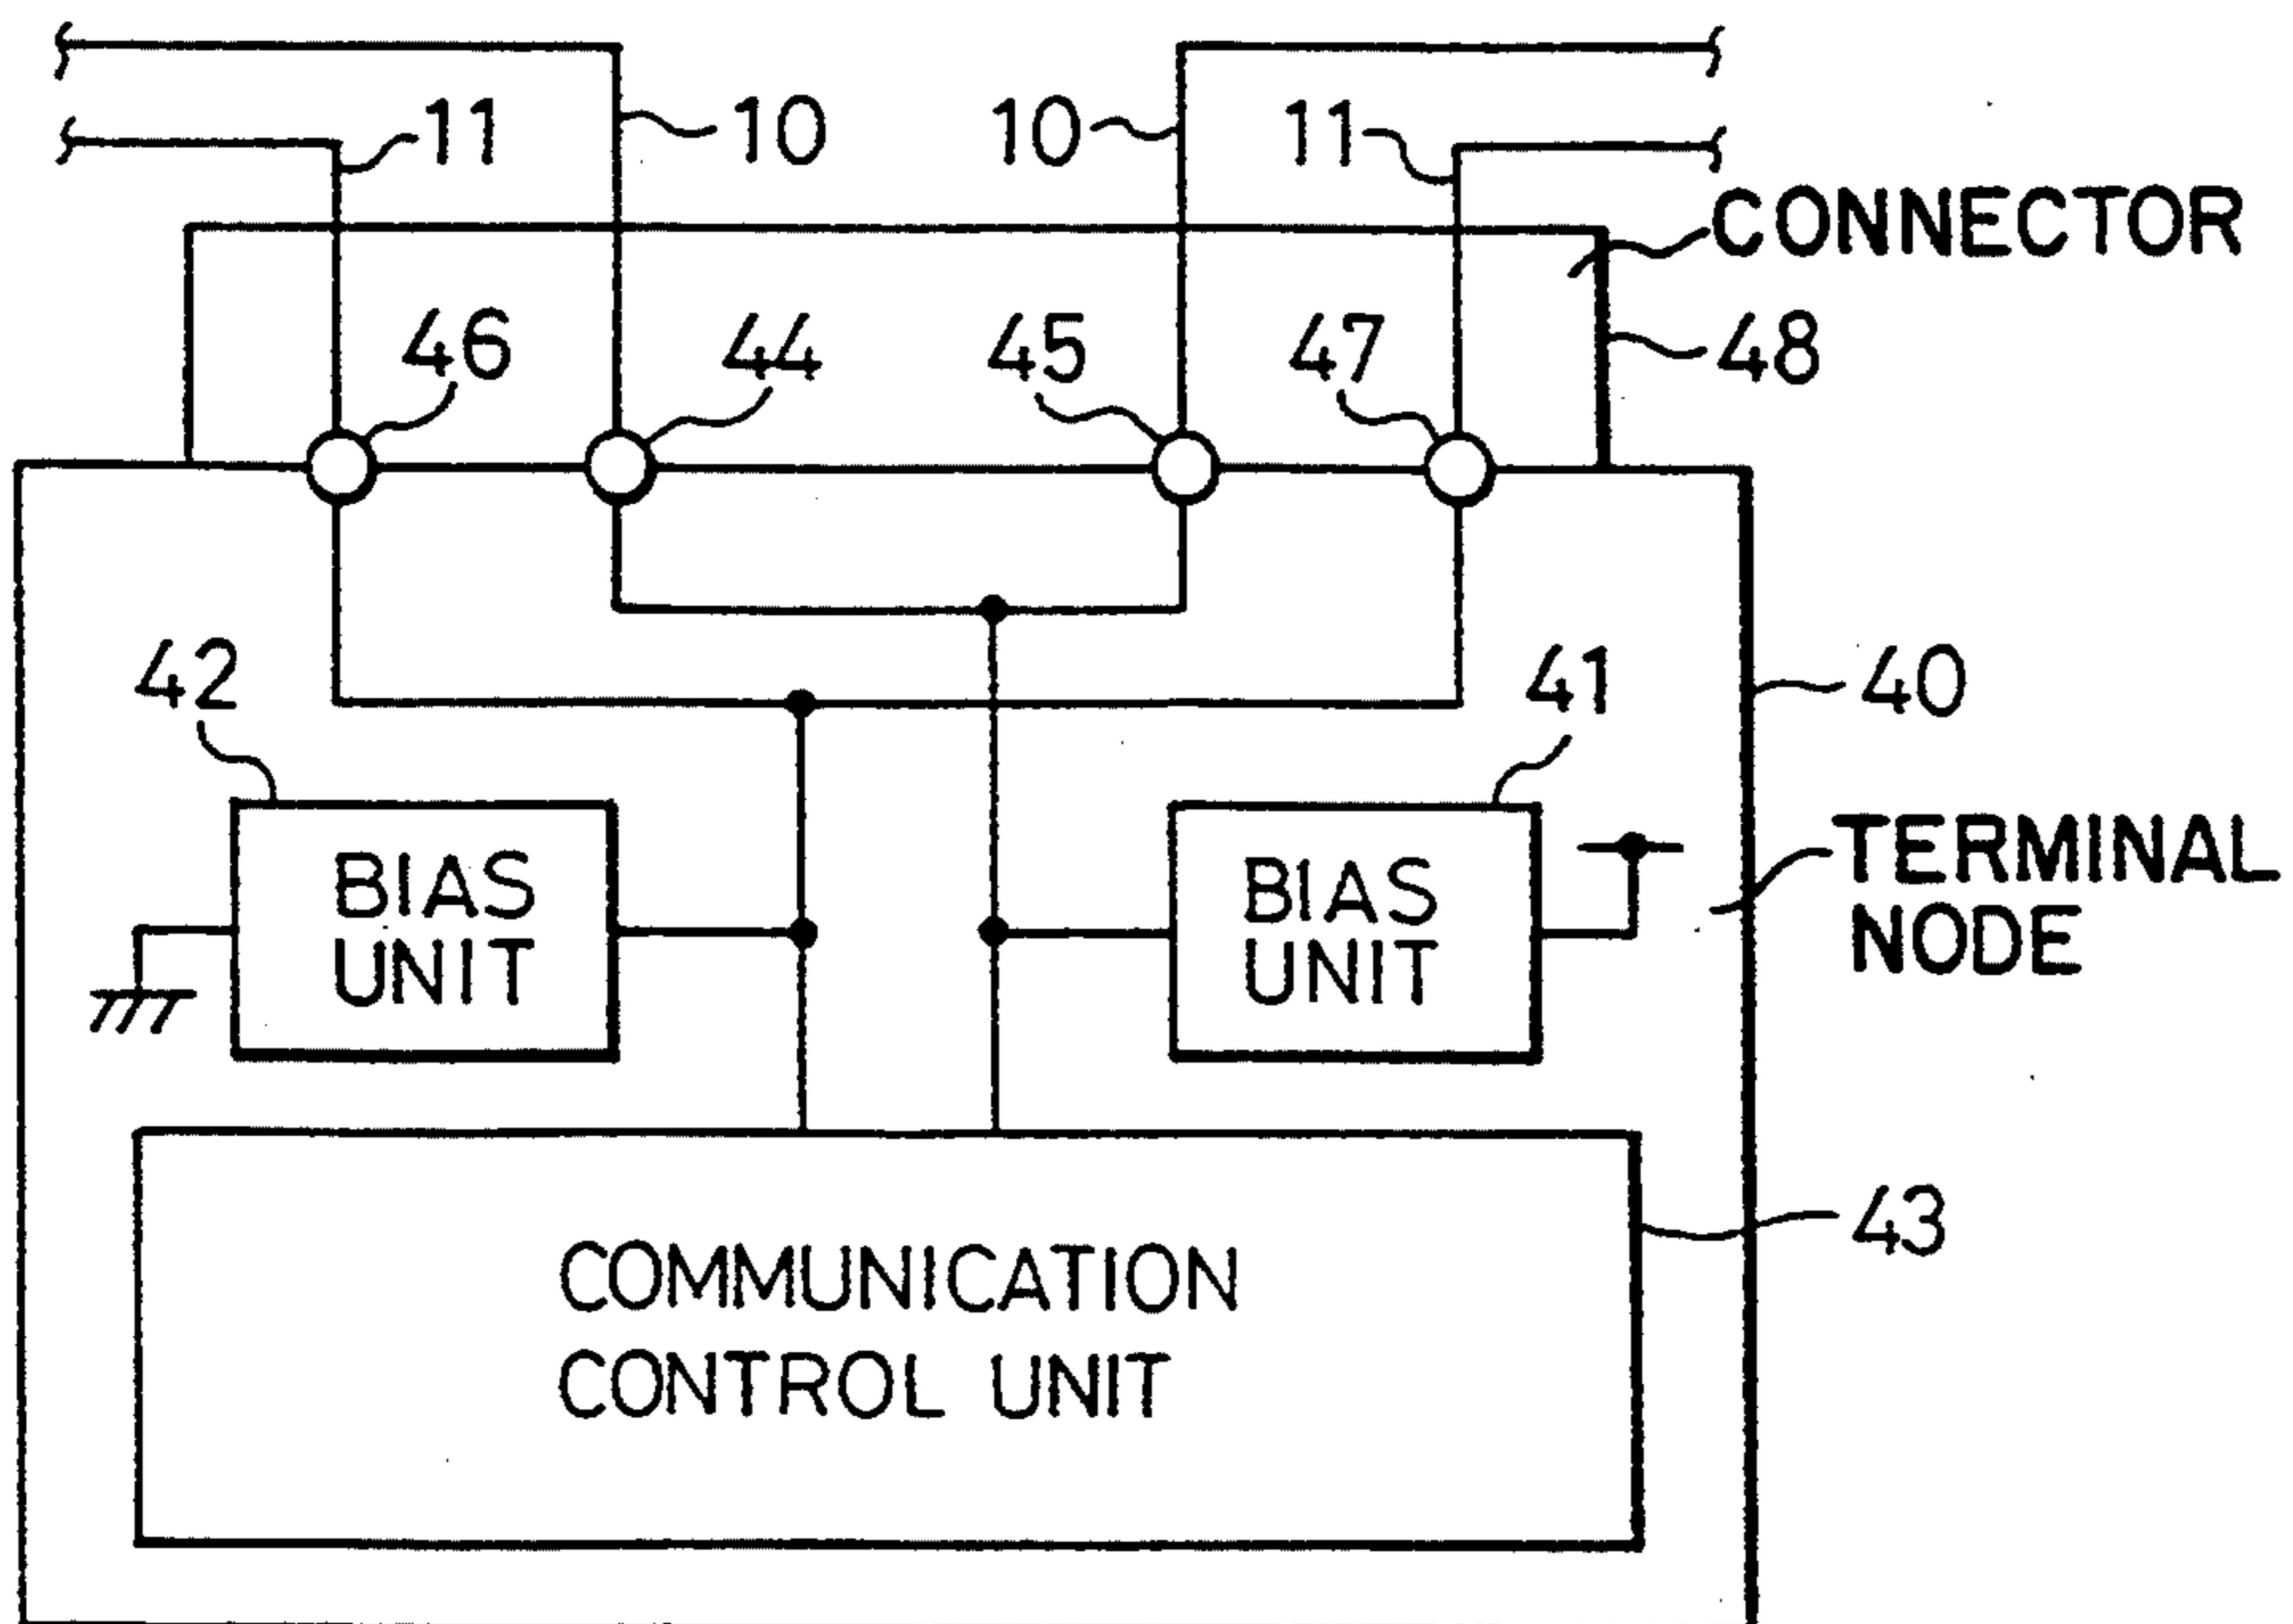 11
10
10
11
CONNECTOR
46
44
45
47
48
42
41
40
BIAS
UNIT
BIAS
UNIT
TERMINAL
NODE
COMMUNICATION
CONTROL UNIT
43